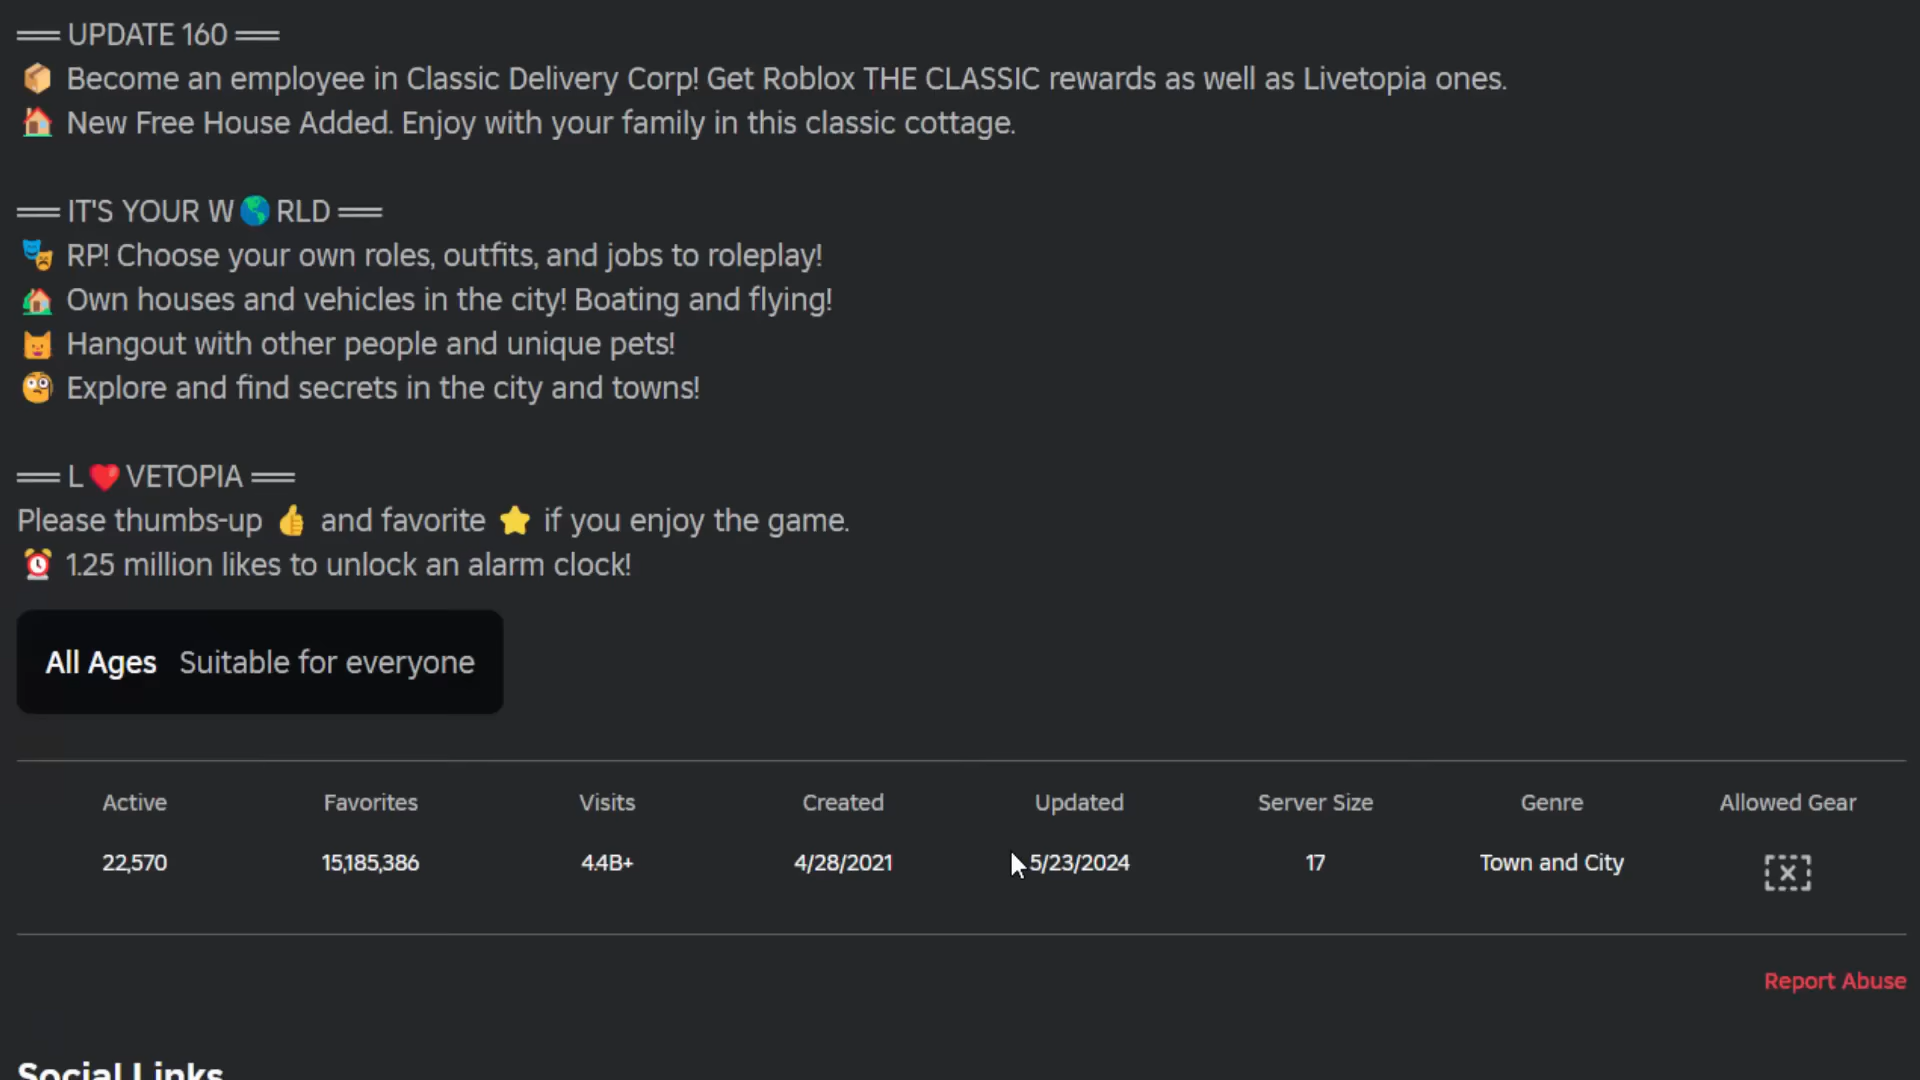 ══ UPDATE 160 ══
📦 Become an employee in Classic Delivery Corp! Get Roblox THE CLASSIC rewards as well as Livetopia ones.
🏠 New Free House Added. Enjoy with your family in this classic cottage.
══ IT'S YOUR W🌎RLD ══
🎭 RP! Choose your own roles, outfits, and jobs to roleplay!
🏡 Own houses and vehicles in the city! Boating and flying!
🐱 Hangout with other people and unique pets!
🧐 Explore and find secrets in the city and towns!
══ L❤️VETOPIA ══
Please thumbs-up 👍 and favorite ⭐ if you enjoy the game.
⏰ 1.25 million likes to unlock an alarm clock!
All Ages Suitable for everyone
Active Favorites Visits Created Updated Server Size Genre Allowed Gear
22,570 15,185,386 4.4B+ 4/28/2021 5/23/2024 17 Town and City
Report Abuse
Social Links